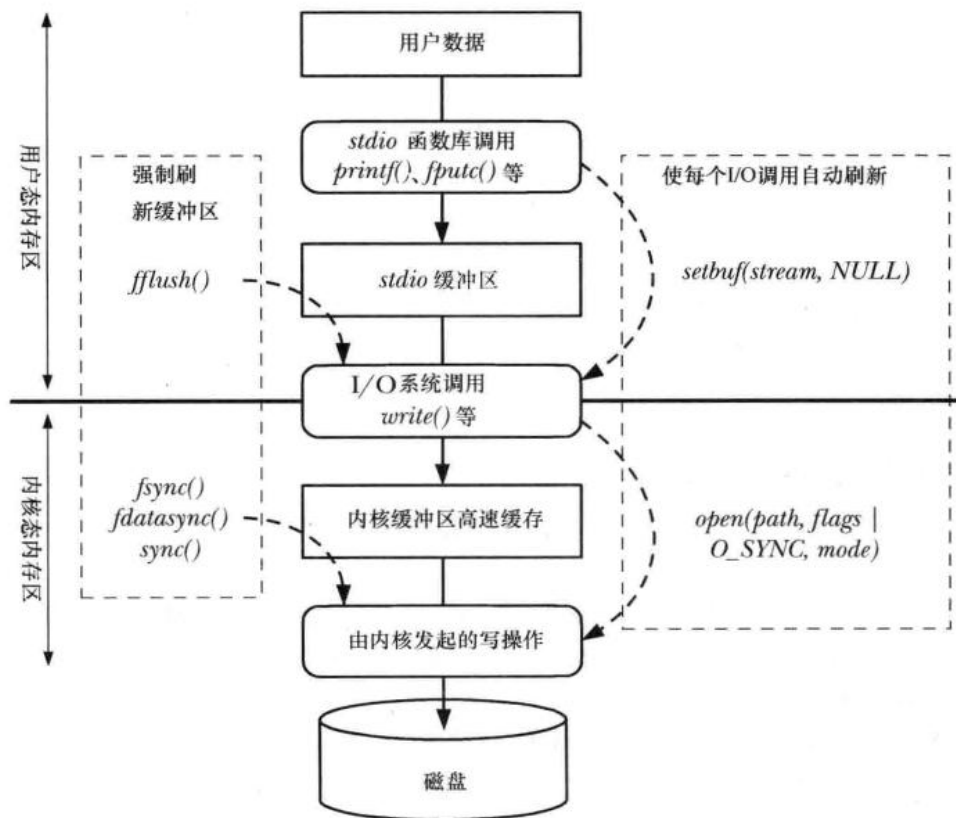 用户数据
stdio 函数库调用
printf()、fputc() 等
用户态内存区
强制刷
新缓冲区
使每个I/O调用自动刷新
fflush()
stdio 缓冲区
setbuf(stream, NULL)
I/O系统调用
write() 等
内核态内存区
fsync()
fdatasync()
sync()
内核缓冲区高速缓存
open(path, flags |
O_SYNC, mode)
由内核发起的写操作
磁盘